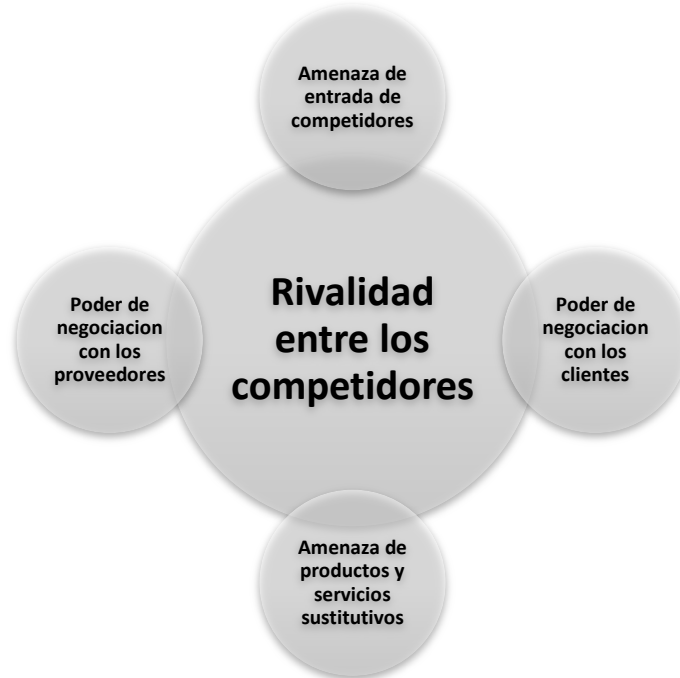 Amenaza de
entrada de
competidores
Poder de
negociacion
con los
proveedores
Rivalidad
entre los
competidores
Poder de
negociacion
con los
clientes
Amenaza de
productos y
servicios
sustitutivos